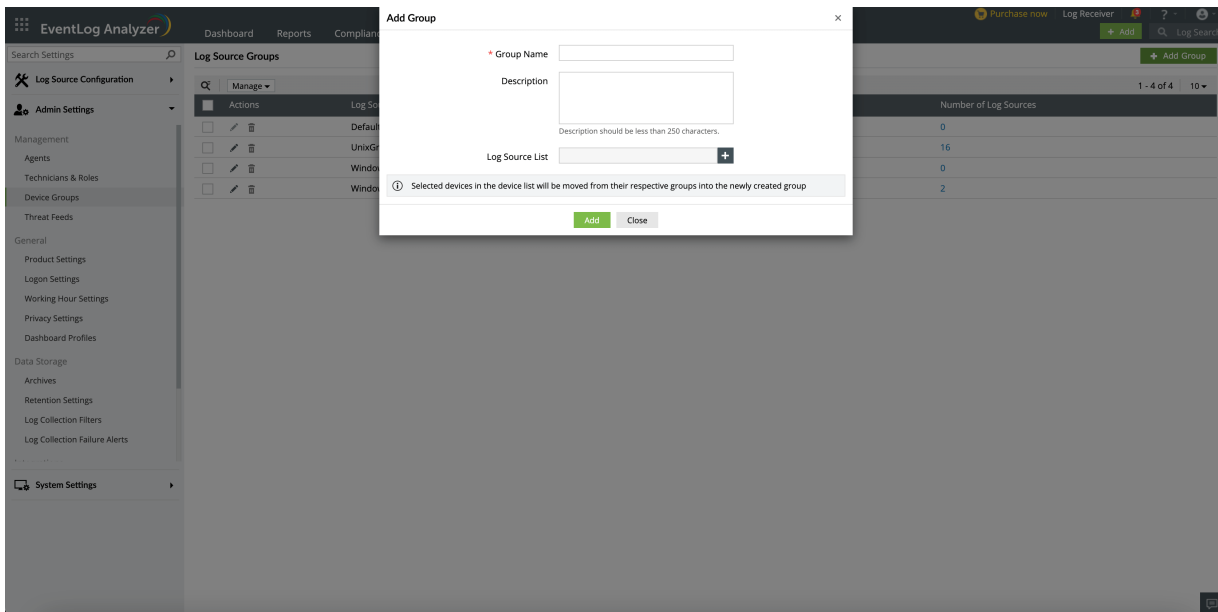 Purchase now Log Receiver ?
EventLog Analyzer
Dashboard Reports
+ Add
Search Settings
Log Source Groups
+ Add Group
Log Source Configuration
Manage
1 - 4 of 4 10
Admin Settings
Actions
Number of Log Sources
0
16
0
2
Management
Agents
Technicians & Roles
Device Groups
Threat Feeds
General
Product Settings
Logon Settings
Working Hour Settings
Privacy Settings
Dashboard Profiles
Data Storage
Archives
Retention Settings
Log Collection Filters
Log Collection Failure Alerts
System Settings
Add Group ×
* Group Name
Description
Description should be less than 250 characters.
Log Source List +
Selected devices in the device list will be moved from their respective groups into the newly created group
Add Close